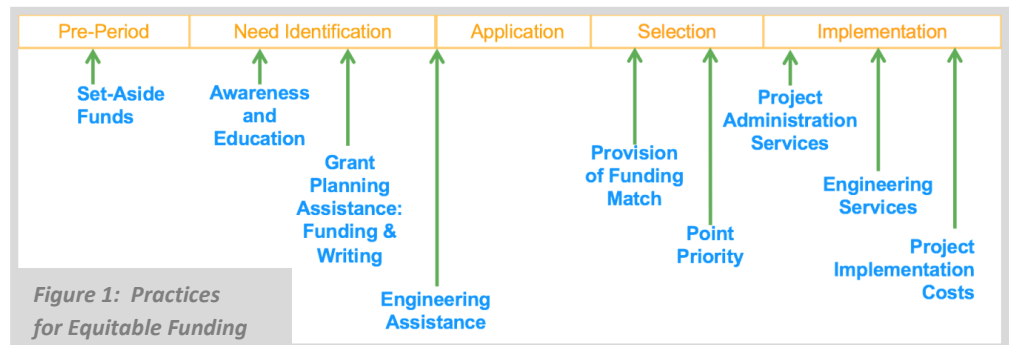 Pre-Period Need Identification Application Selection Implementation
Set-Aside
Funds
Awareness
and
Education
Grant
Planning
Assistance:
Funding &
Writing
Engineering
Assistance
Provision
of Funding
Match
Point
Priority
Project
Administration
Services
Engineering
Services
Project
Implementation
Costs
Figure 1:  Practices
for Equitable Funding